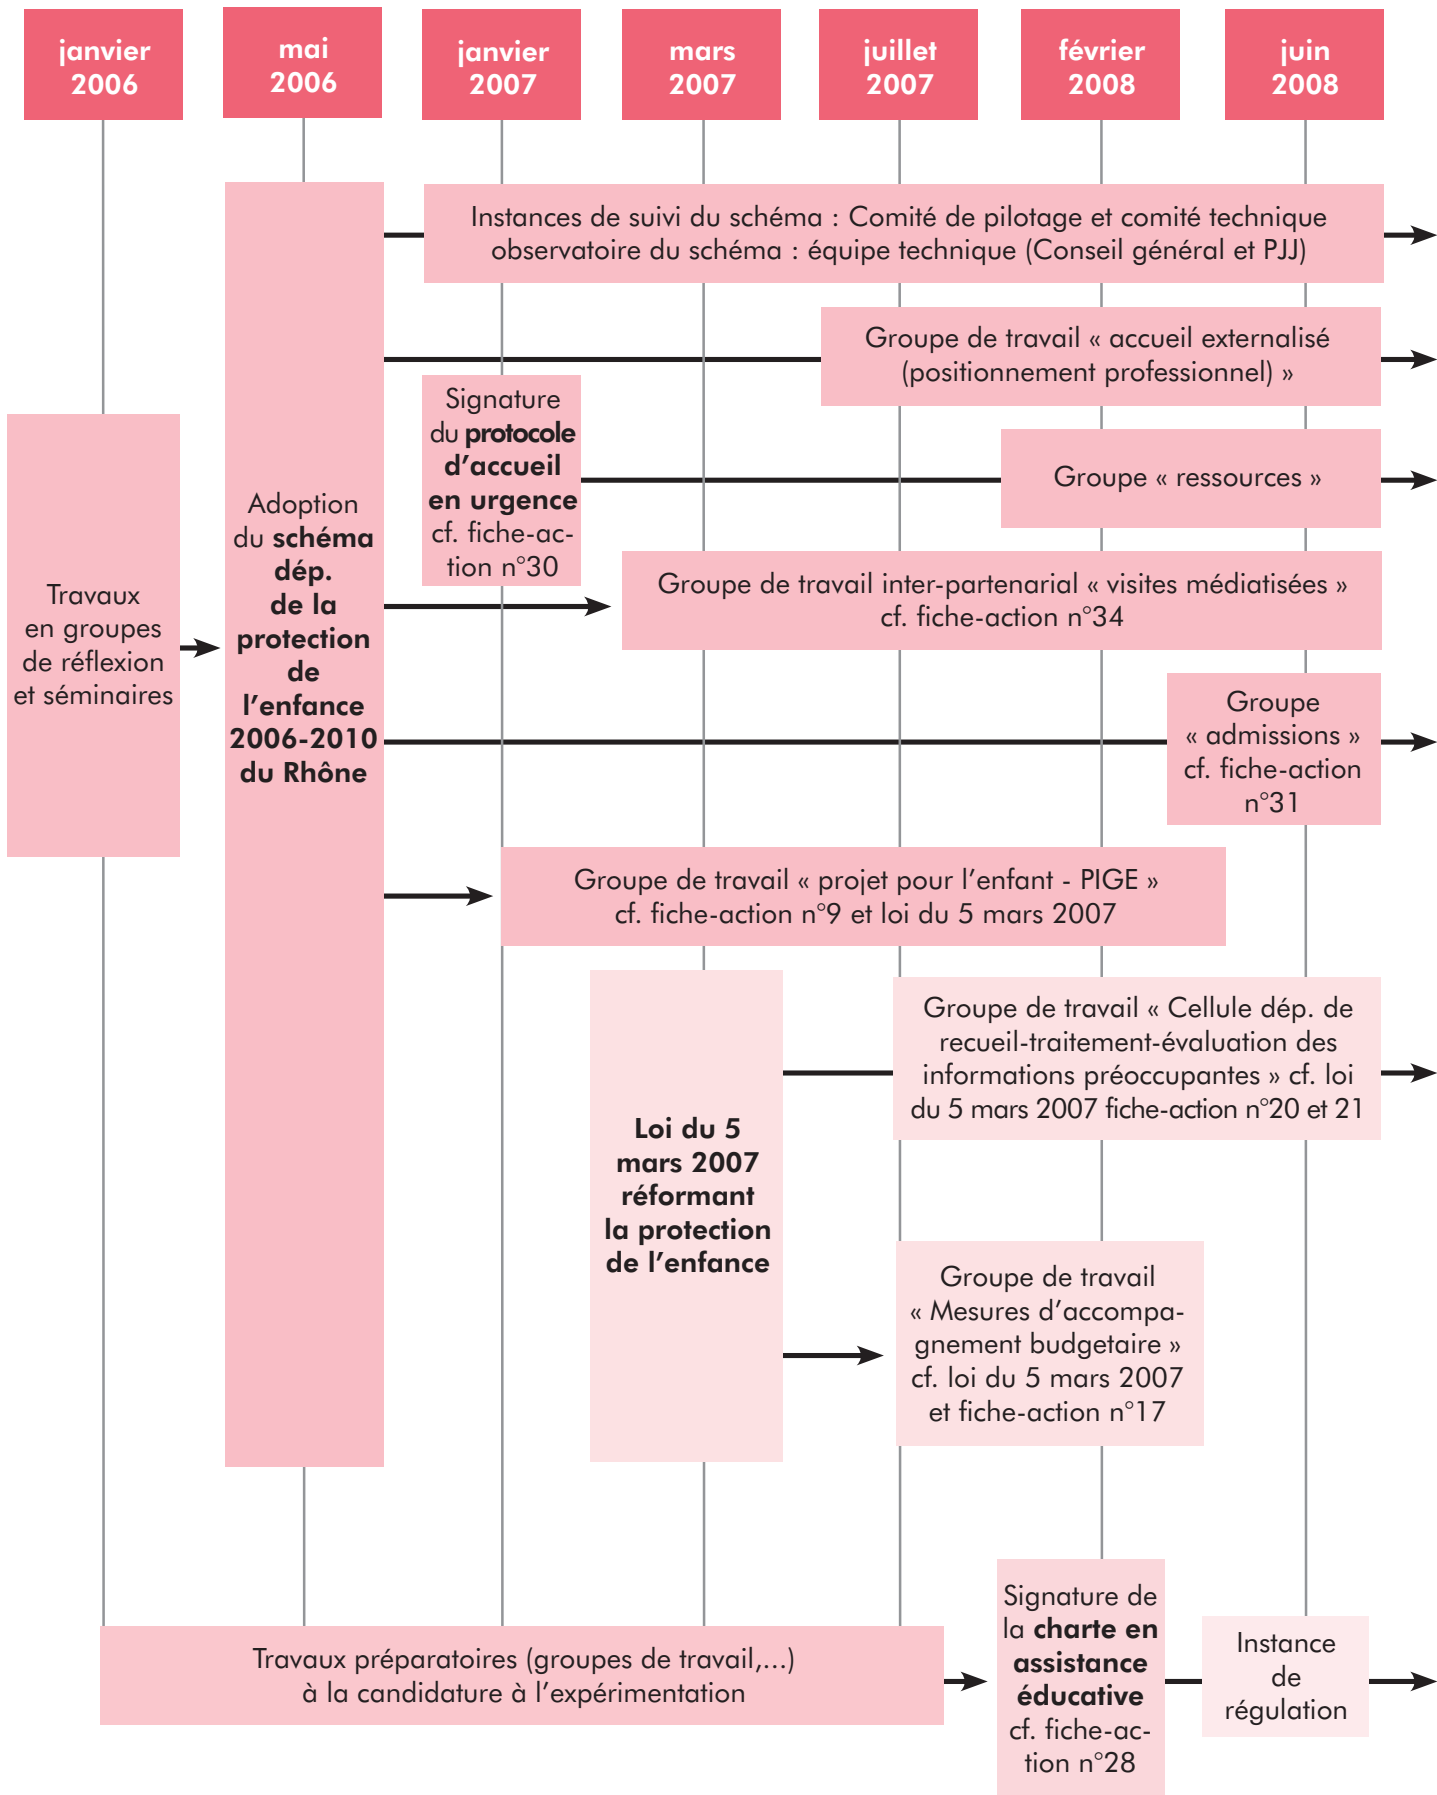 janvier
2006
mai
2006
janvier
2007
mars
2007
juillet
2007
février
2008
juin
2008
Instances de suivi du schéma : Comité de pilotage et comité technique
observatoire du schéma : équipe technique (Conseil général et PJJ)
Groupe de travail « accueil externalisé
(positionnement professionnel) »
Signature
du protocole
d’accueil
en urgence
cf. fiche-ac-
tion n°30
Groupe « ressources »
Adoption
du schéma
dép.
de la
protection
de
l’enfance
2006-2010
du Rhône
Travaux
en groupes
de réflexion
et séminaires
Groupe de travail inter-partenarial « visites médiatisées »
cf. fiche-action n°34
Groupe
« admissions »
cf. fiche-action
n°31
Groupe de travail « projet pour l’enfant - PIGE »
cf. fiche-action n°9 et loi du 5 mars 2007
Loi du 5
mars 2007
réformant
la protection
de l’enfance
Groupe de travail « Cellule dép. de
recueil-traitement-évaluation des
informations préoccupantes » cf. loi
du 5 mars 2007 fiche-action n°20 et 21
Groupe de travail
« Mesures d’accompa-
gnement budgetaire »
cf. loi du 5 mars 2007
et fiche-action n°17
Travaux préparatoires (groupes de travail,...)
à la candidature à l’expérimentation
Signature de
la charte en
assistance
éducative
cf. fiche-ac-
tion n°28
Instance
de
régulation